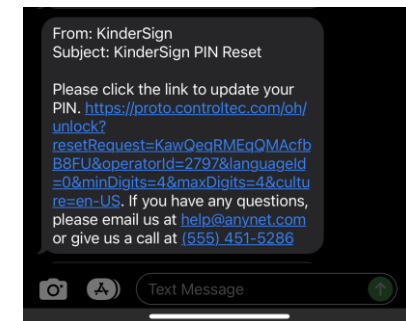 From: KinderSign
Subject: KinderSign PIN Reset
Please click the link to update your
PIN. https://proto.controltec.com/oh/
unlock?
resetRequest=KawQeqRMEqQMAcfb
B8FU&operatorId=2797&languageId
=0&minDigits=4&maxDigits=4&cultu
re=en-US. If you have any questions,
please email us at help@anynet.com
or give us a call at (555) 451-5286
Text Message